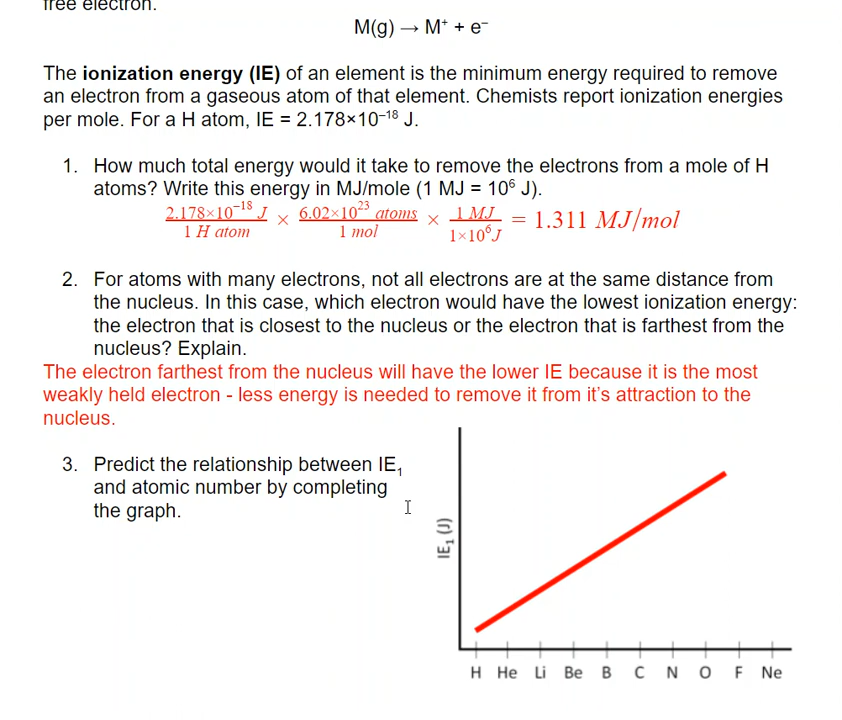 free electron.
M(g) → M⁺ + e⁻
The ionization energy (IE) of an element is the minimum energy required to remove
an electron from a gaseous atom of that element. Chemists report ionization energies
per mole. For a H atom, IE = 2.178×10⁻¹⁸ J.
1. How much total energy would it take to remove the electrons from a mole of H
atoms? Write this energy in MJ/mole (1 MJ = 10⁶ J).
2.178×10⁻¹⁸ J / 1 H atom × 6.02×10²³ atoms / 1 mol × 1 MJ / 1×10⁶J = 1.311 MJ/mol
2. For atoms with many electrons, not all electrons are at the same distance from
the nucleus. In this case, which electron would have the lowest ionization energy:
the electron that is closest to the nucleus or the electron that is farthest from the
nucleus? Explain.
The electron farthest from the nucleus will have the lower IE because it is the most
weakly held electron - less energy is needed to remove it from it's attraction to the
nucleus.
3. Predict the relationship between IE₁
and atomic number by completing
the graph.
IE₁ (J)
H He Li Be B C N O F Ne